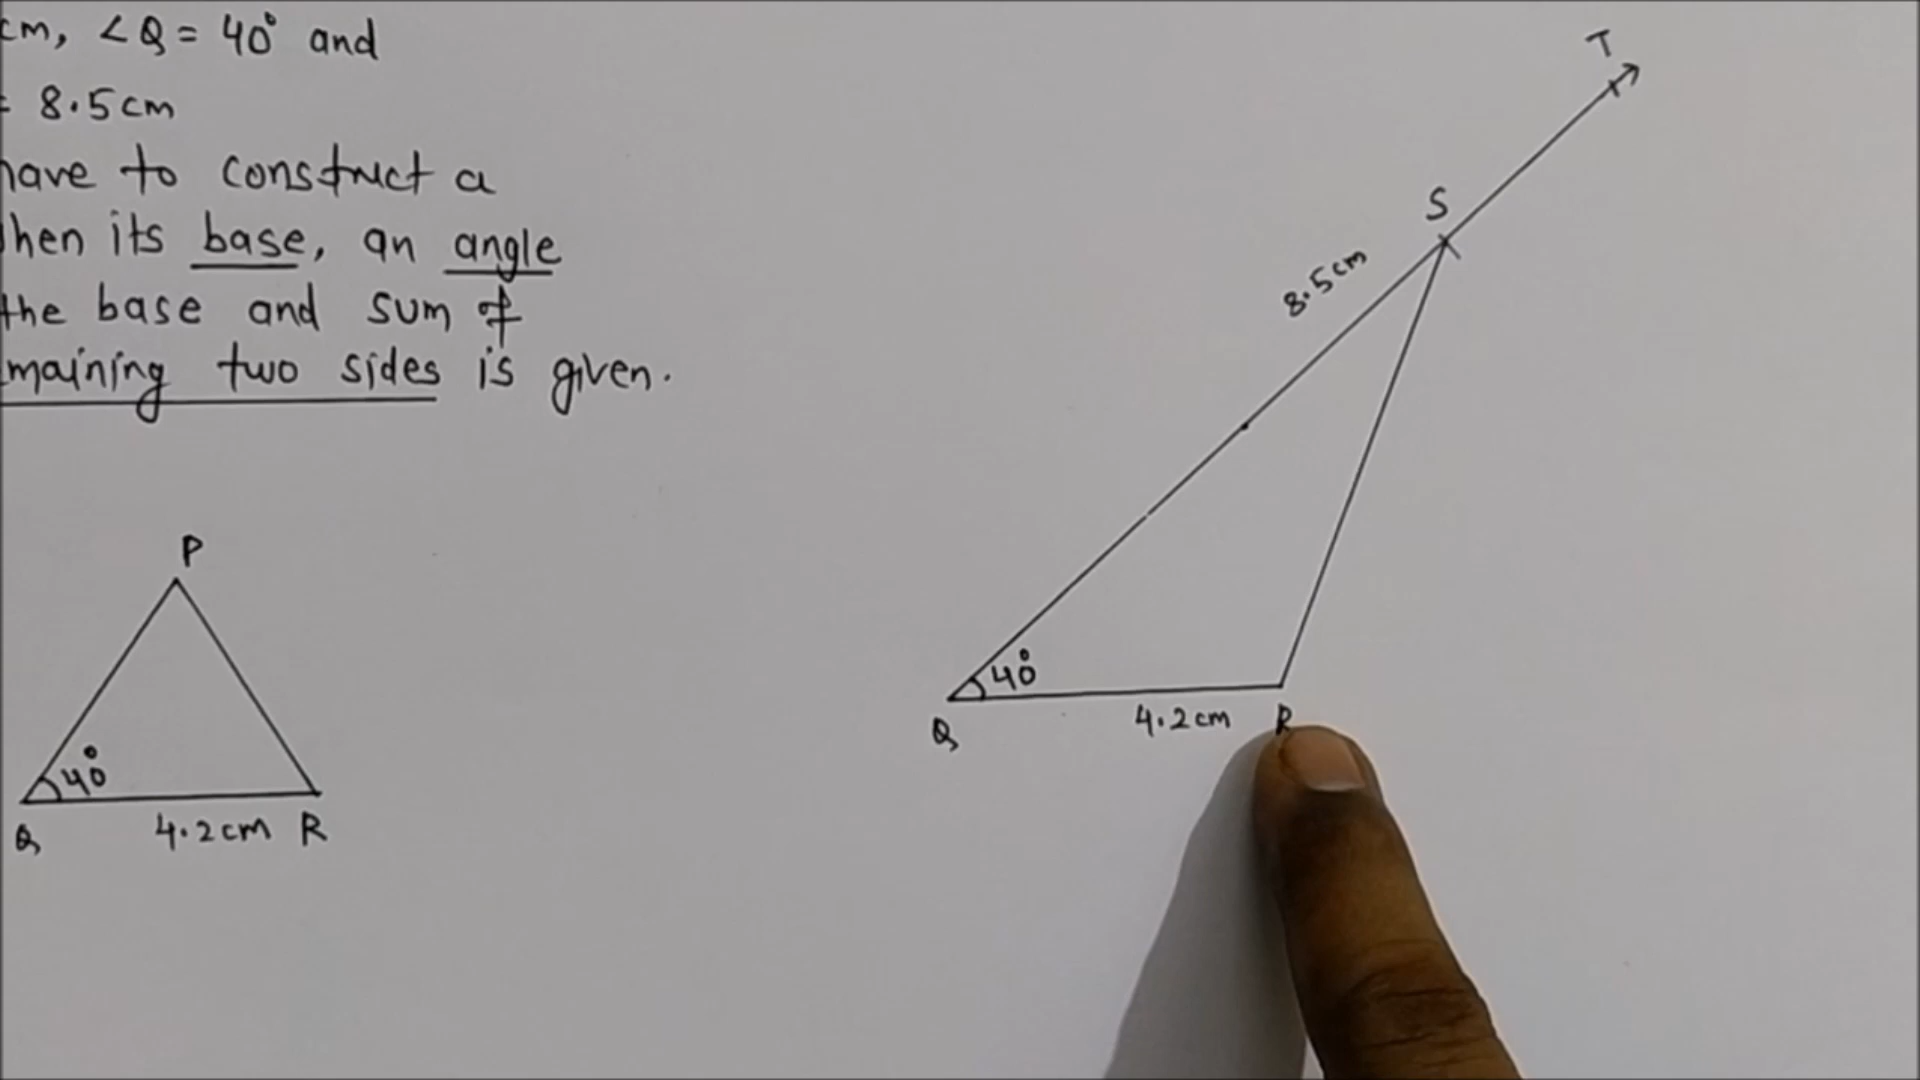 cm, ∠Q = 40° and
= 8.5cm
have to construct a
hen its base, an angle
the base and sum of
maining two sides is given.
P
40°
Q 4.2cm R
T
S
8.5cm
40°
Q 4.2cm R